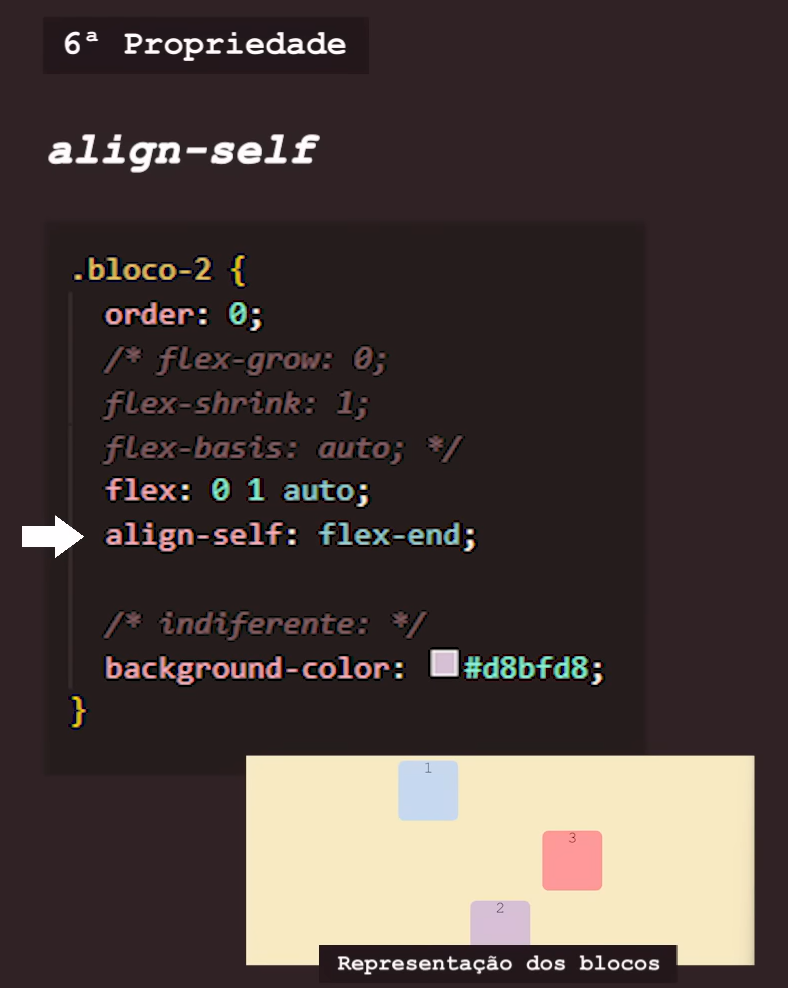 6ª Propriedade
align-self
.bloco-2 {
order: 0;
/* flex-grow: 0;
flex-shrink: 1;
flex-basis: auto; */
flex: 0 1 auto;
align-self: flex-end;
/* indiferente: */
background-color: #d8bfd8;
}
1
3
2
Representação dos blocos